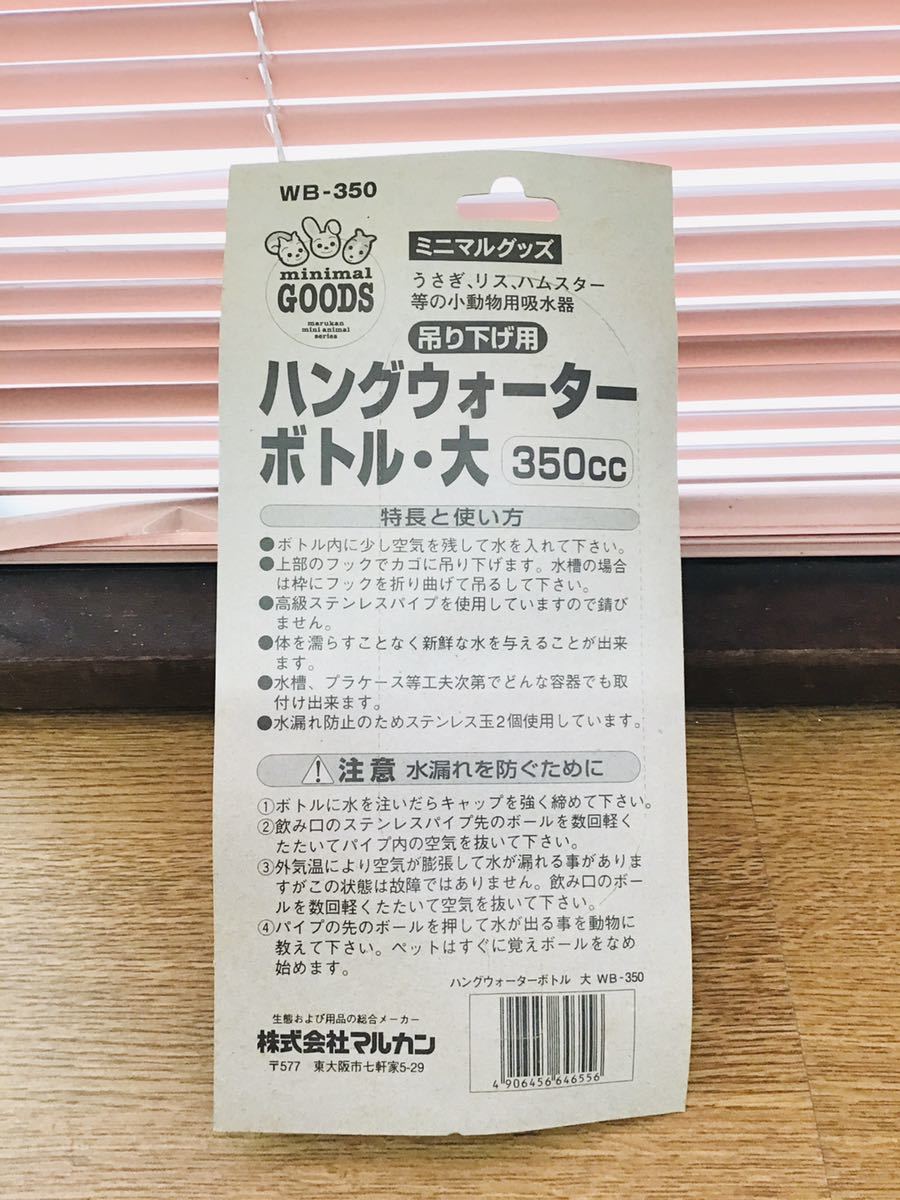 WB-350
minimal
GOODS
marukan
mini animal
series
ミニマルグッズ
うさぎ、リス、ハムスター
等の小動物用吸水器
吊り下げ用
ハングウォーター
ボトル・大 350cc
特長と使い方
●ボトル内に少し空気を残して水を入れて下さい。
●上部のフックでカゴに吊り下げます。水槽の場合
は枠にフックを折り曲げて吊るして下さい。
●高級ステンレスパイプを使用していますので錆び
ません。
●体を濡らすことなく新鮮な水を与えることが出来
ます。
●水槽、プラケース等工夫次第でどんな容器でも取
付け出来ます。
●水漏れ防止のためステンレス玉2個使用しています。
注意 水漏れを防ぐために
①ボトルに水を注いだらキャップを強く締めて下さい。
②飲み口のステンレスパイプ先のボールを数回軽く
たたいてパイプ内の空気を抜いて下さい。
③外気温により空気が膨張して水が漏れる事がありま
すがこの状態は故障ではありません。飲み口のボー
ルを数回軽くたたいて空気を抜いて下さい。
④パイプの先のボールを押して水が出る事を動物に
教えて下さい。ペットはすぐに覚えボールをなめ
始めます。
ハングウォーターボトル 大 WB-350
生態および用品の総合メーカー
株式会社マルカン
〒577 東大阪市七軒家5-29
4 906456 646556